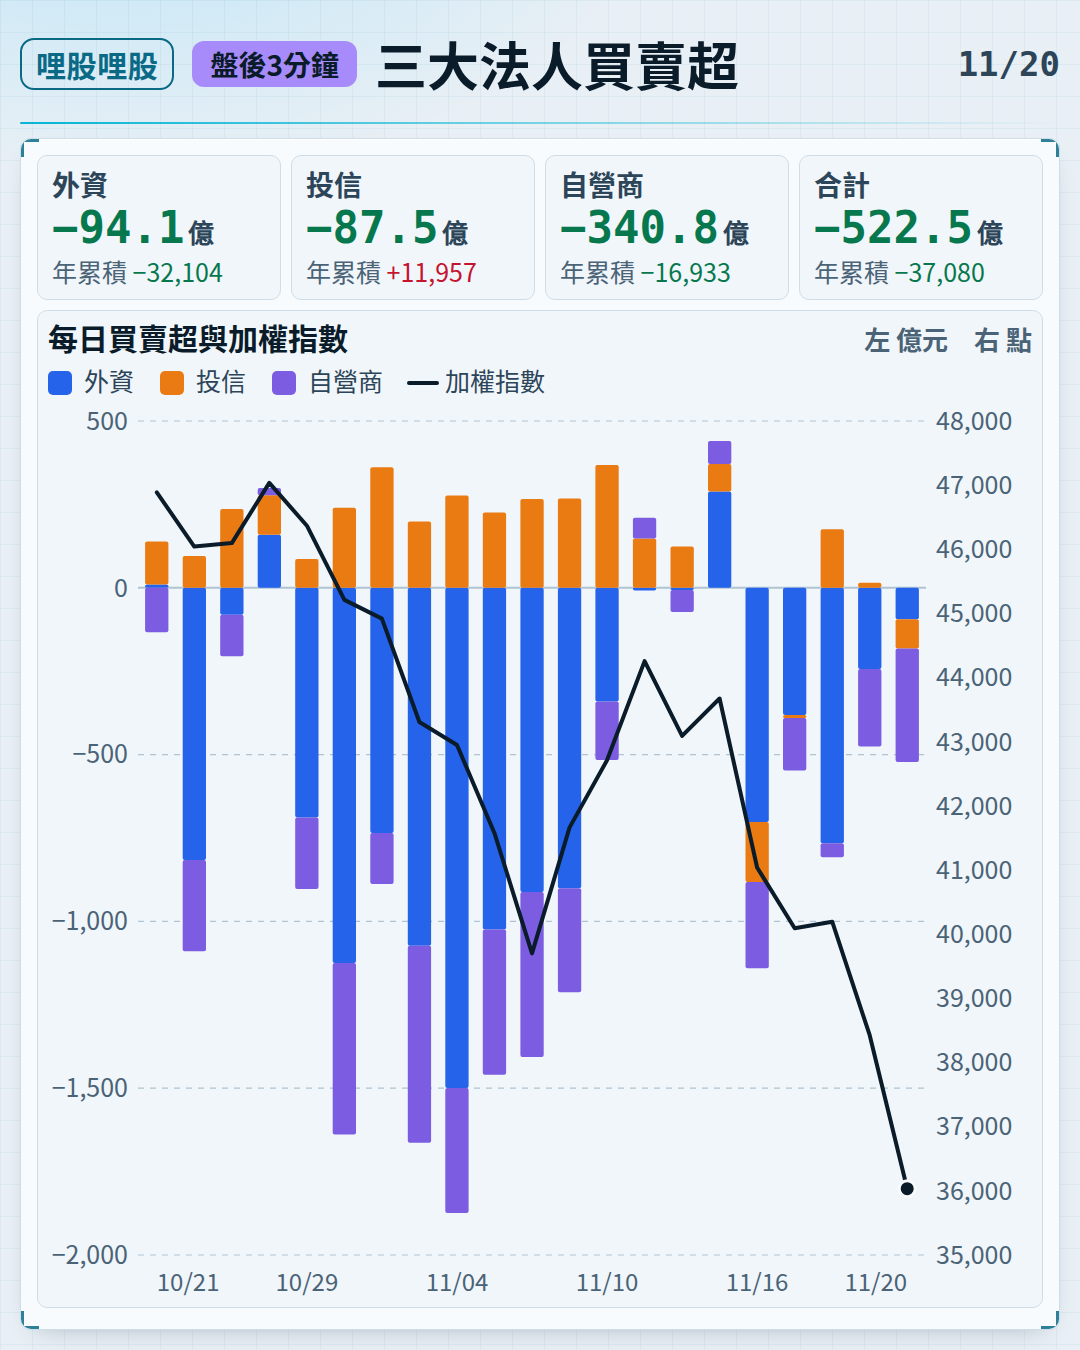 哩股哩股 盤後3分鐘 三大法人買賣超 11/20
外資 投信 自營商 合計
−94.1億 −87.5億 −340.8億 −522.5億
年累積 −32,104 年累積 +11,957 年累積 −16,933 年累積 −37,080
每日買賣超與加權指數 左 億元 右 點
外資 投信 自營商 加權指數
500 48,000
47,000
46,000
0
45,000
44,000
−500
43,000
42,000
41,000
−1,000
40,000
39,000
38,000
−1,500
37,000
36,000
−2,000 35,000
10/21 10/29 11/04 11/10 11/16 11/20